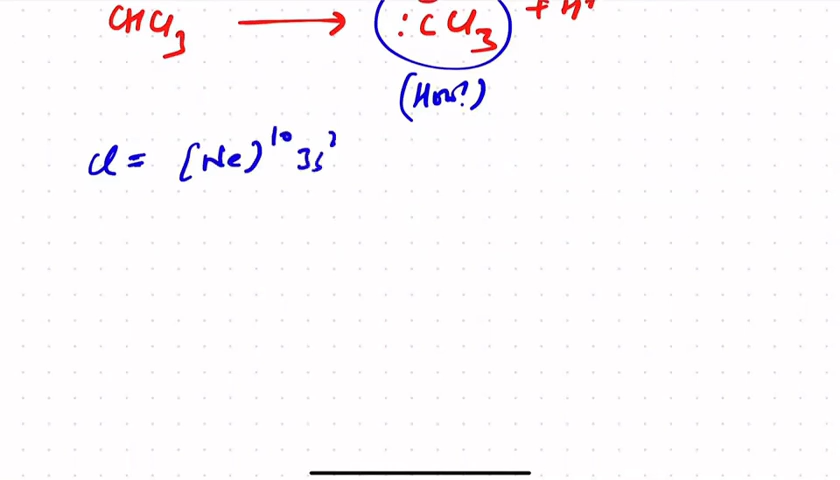 CHCl3 ⟶ :CCl3 + H+
(How?)
Cl = [Ne)10 3s2